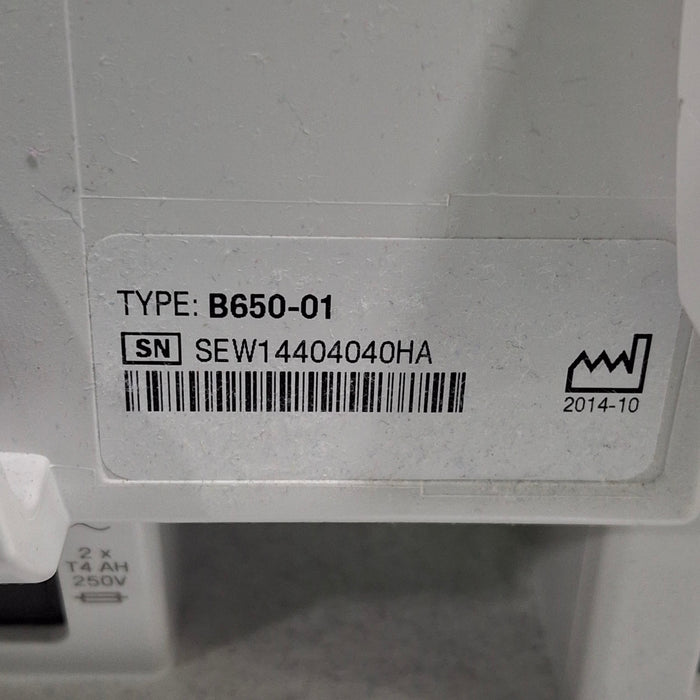 TYPE: B650-01
SN SEW14404040HA
2014-10
2 x
T4 AH
250V